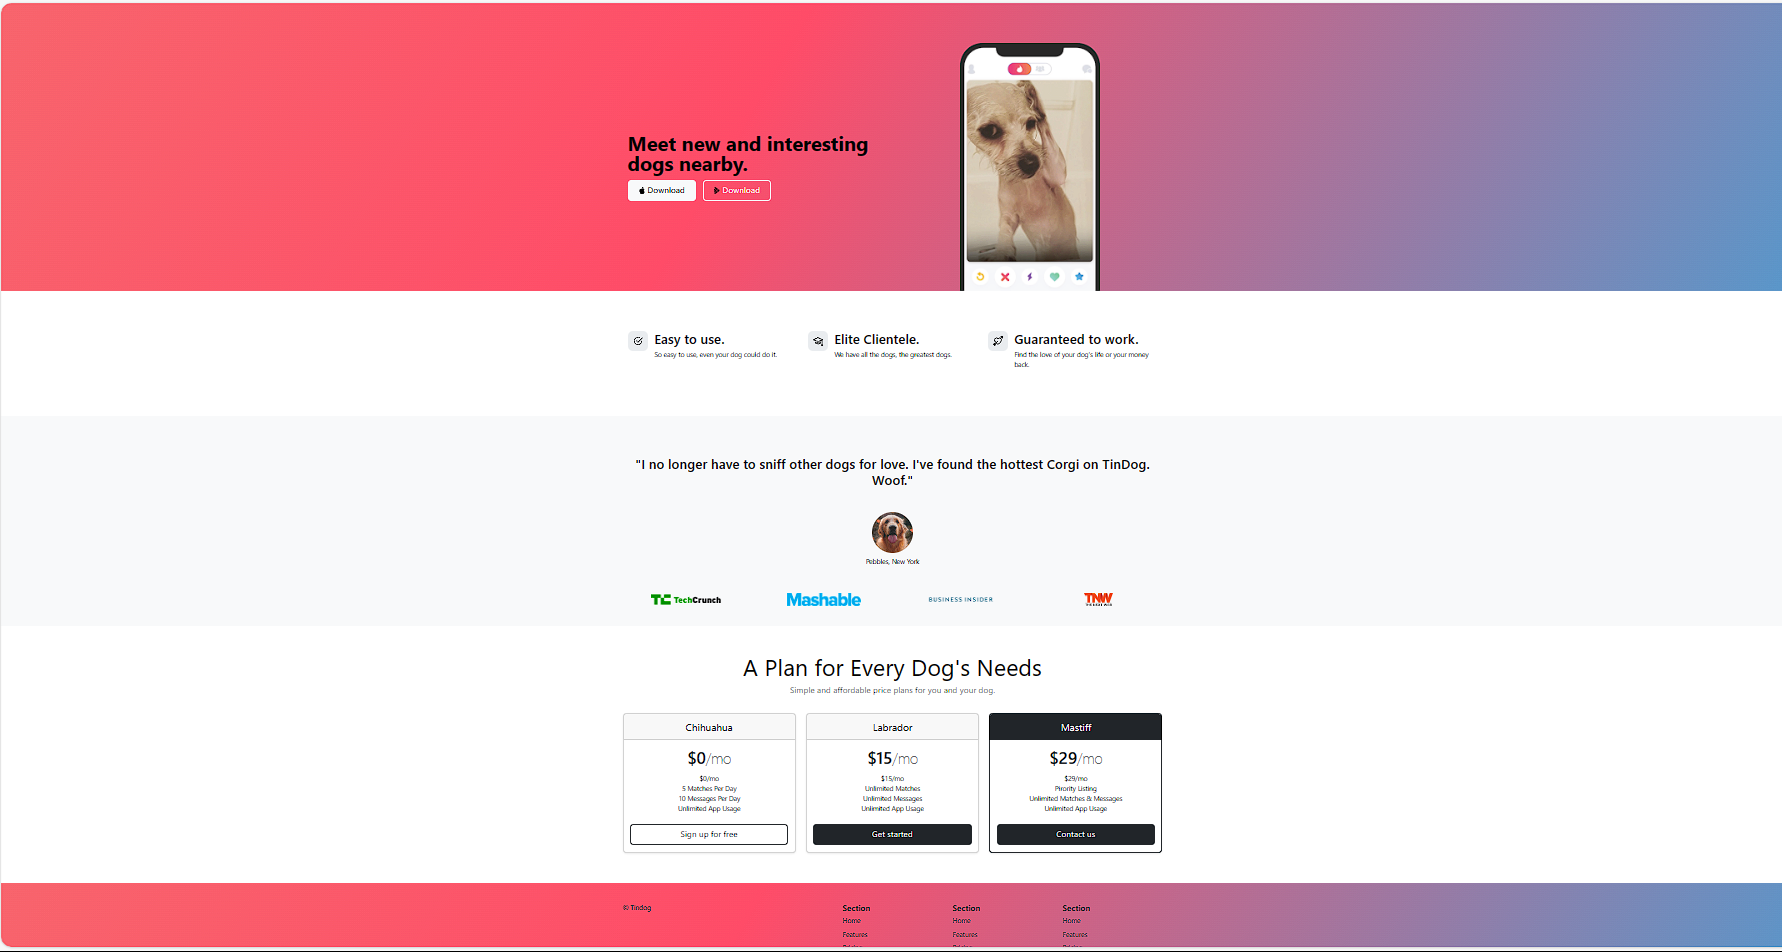 Meet new and interesting
dogs nearby.
Download
Download
Easy to use.
So easy to use, even your dog could do it.
Elite Clientele.
We have all the dogs, the greatest dogs.
Guaranteed to work.
Find the love of your dog's life or your money
back.
"I no longer have to sniff other dogs for love. I've found the hottest Corgi on TinDog.
Woof."
Pebbles, New York
TC TechCrunch
Mashable
BUSINESS INSIDER
TNW
A Plan for Every Dog's Needs
Simple and affordable price plans for you and your dog.
Chihuahua
$0/mo
$0/mo
5 Matches Per Day
10 Messages Per Day
Unlimited App Usage
Sign up for free
Labrador
$15/mo
$15/mo
Unlimited Matches
Unlimited Messages
Unlimited App Usage
Get started
Mastiff
$29/mo
$29/mo
Pirority Listing
Unlimited Matches & Messages
Unlimited App Usage
Contact us
© Tindog
Section
Home
Features
Section
Home
Features
Section
Home
Features